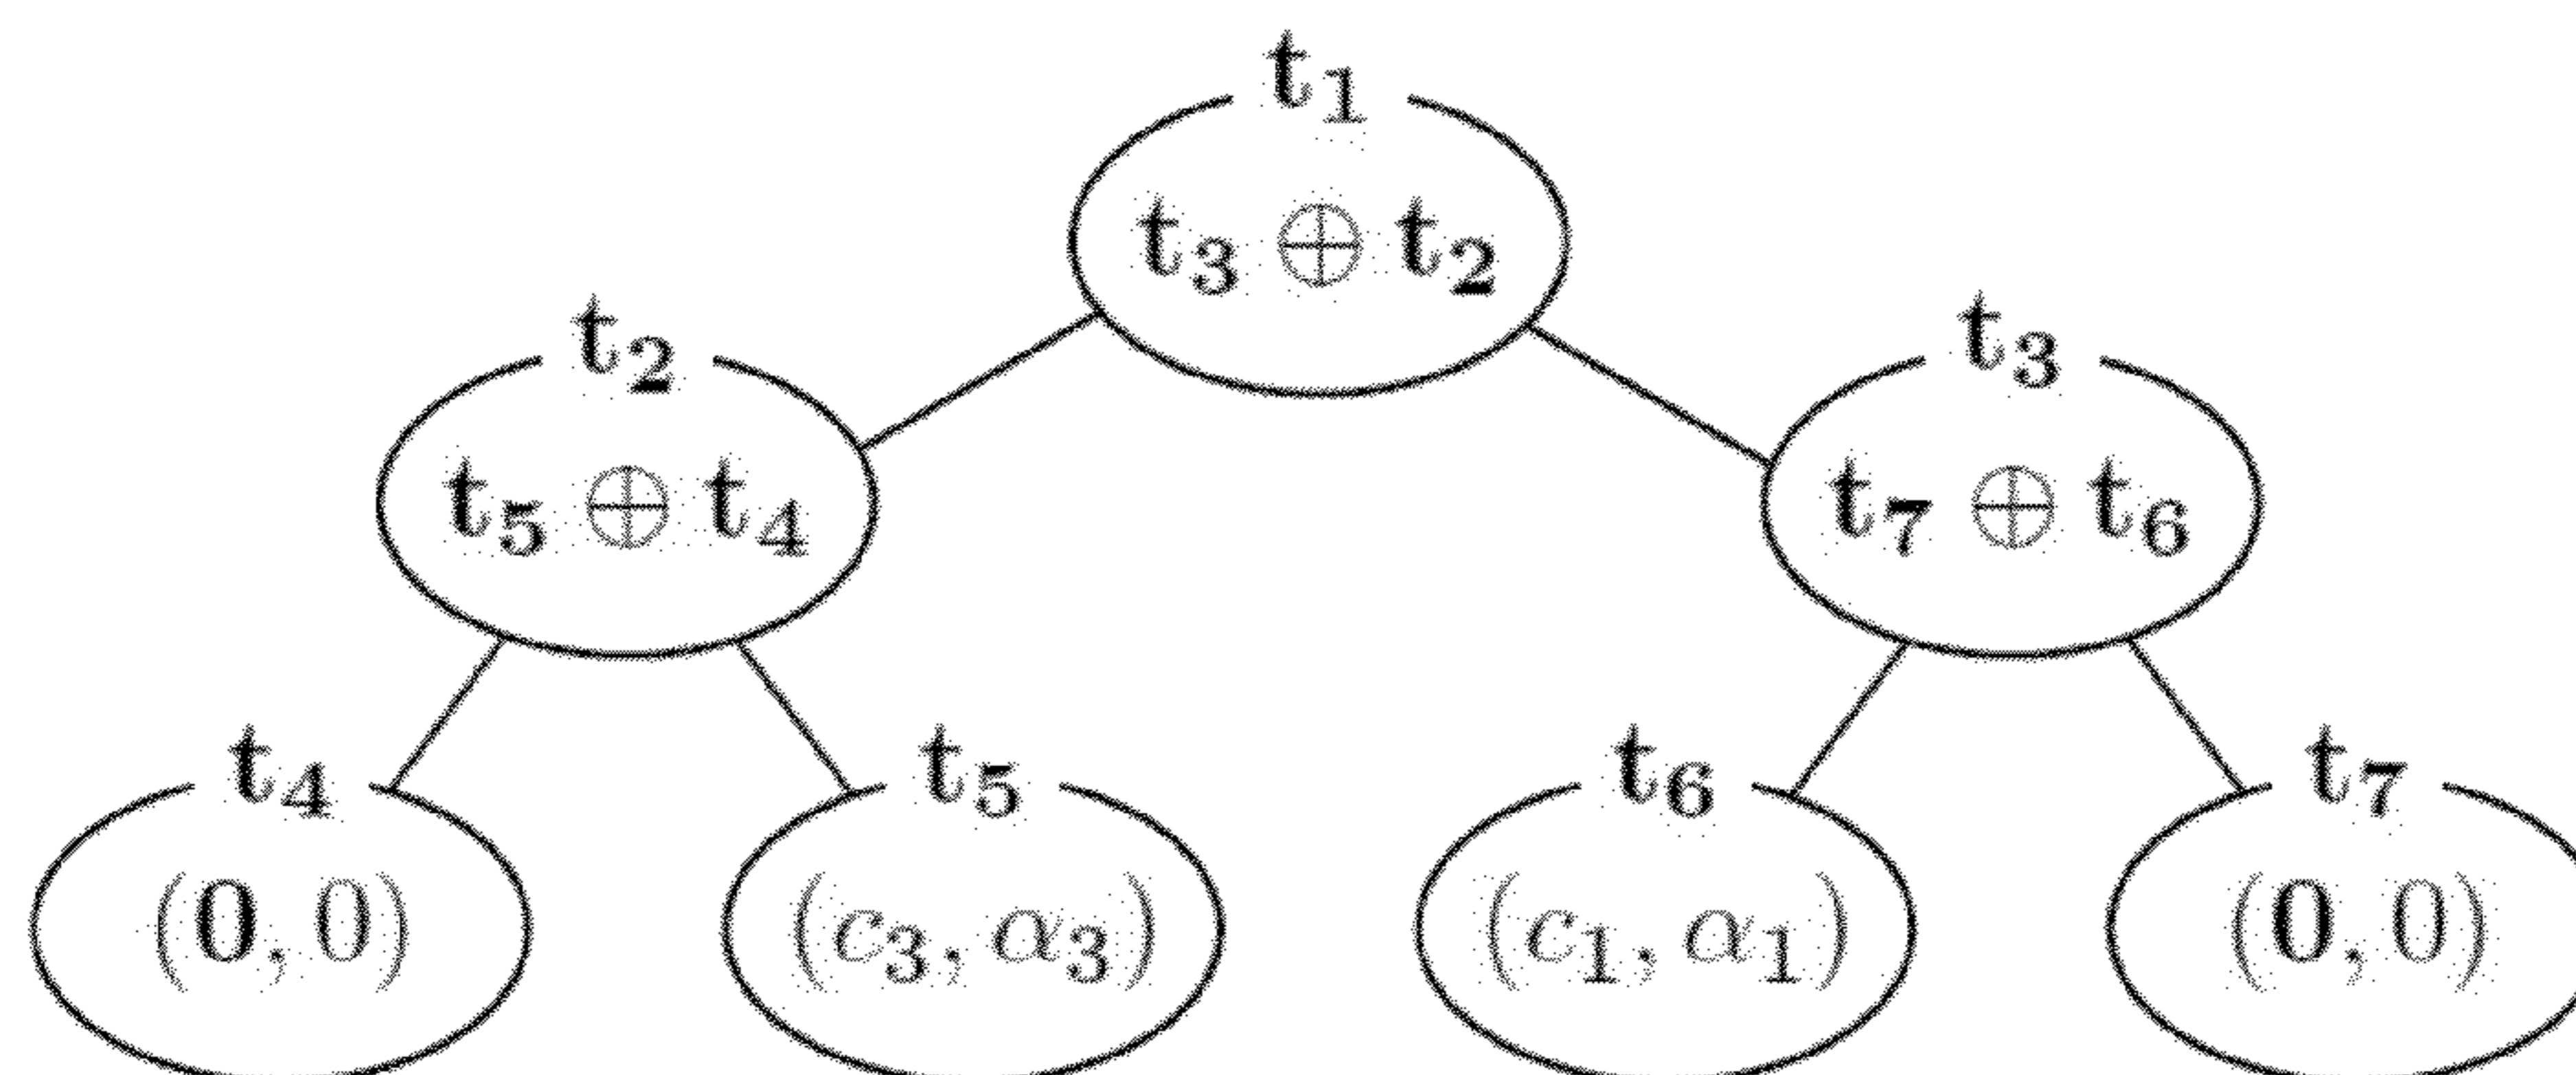 t₁
t₃ ⊕ t₂
t₂ t₃
t₅ ⊕ t₄ t₇ ⊕ t₆
t₄ t₅ t₆ t₇
(0, 0) (c₃, α₃) (c₁, α₁) (0, 0)